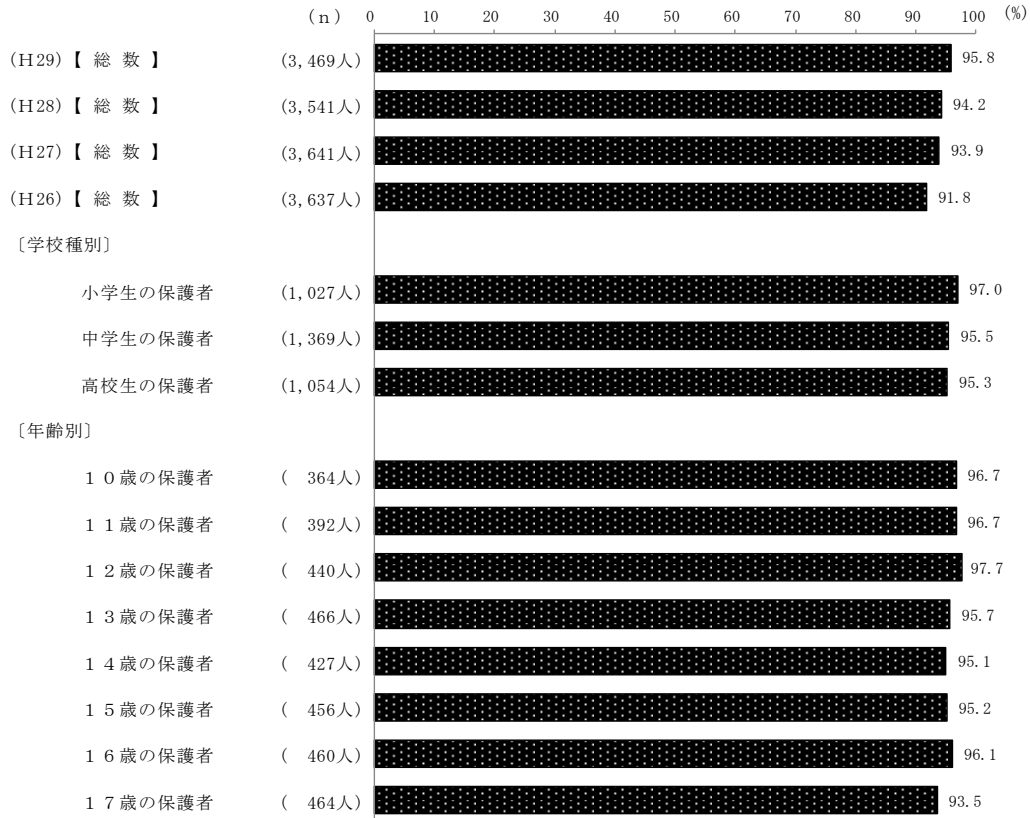 (n) 0 10 20 30 40 50 60 70 80 90 100 (%)
(H29)【 総 数 】 (3,469人) 95.8
(H28)【 総 数 】 (3,541人) 94.2
(H27)【 総 数 】 (3,641人) 93.9
(H26)【 総 数 】 (3,637人) 91.8
〔学校種別〕
小学生の保護者 (1,027人) 97.0
中学生の保護者 (1,369人) 95.5
高校生の保護者 (1,054人) 95.3
〔年齢別〕
10歳の保護者 ( 364人) 96.7
11歳の保護者 ( 392人) 96.7
12歳の保護者 ( 440人) 97.7
13歳の保護者 ( 466人) 95.7
14歳の保護者 ( 427人) 95.1
15歳の保護者 ( 456人) 95.2
16歳の保護者 ( 460人) 96.1
17歳の保護者 ( 464人) 93.5